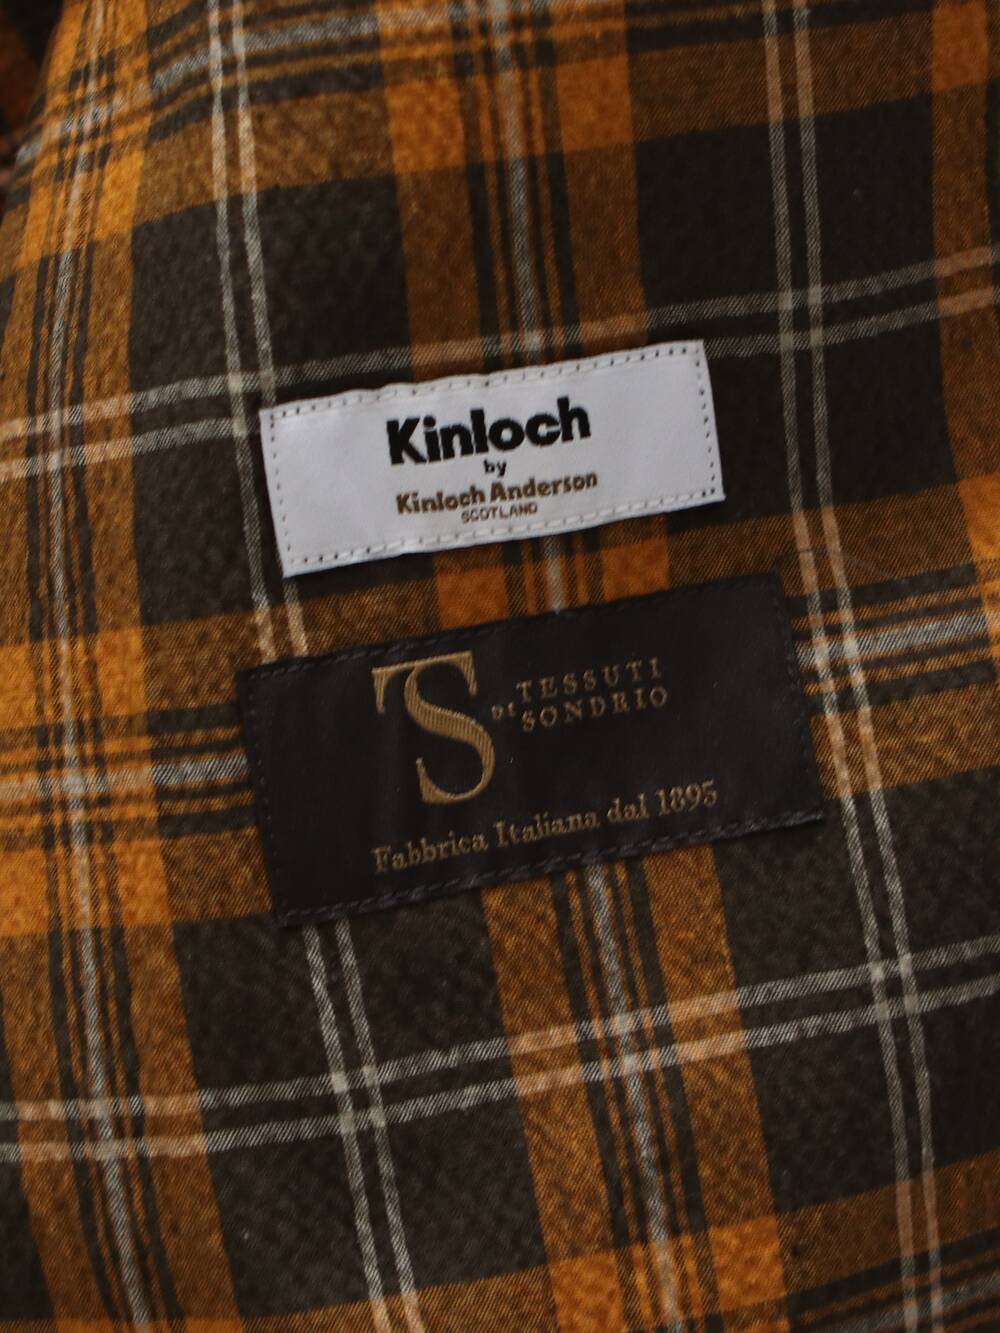 Kinloch
by
Kinloch Anderson
SCOTLAND
TS
TESSUTI
DI SONDRIO
Fabbrica Italiana dal 1895